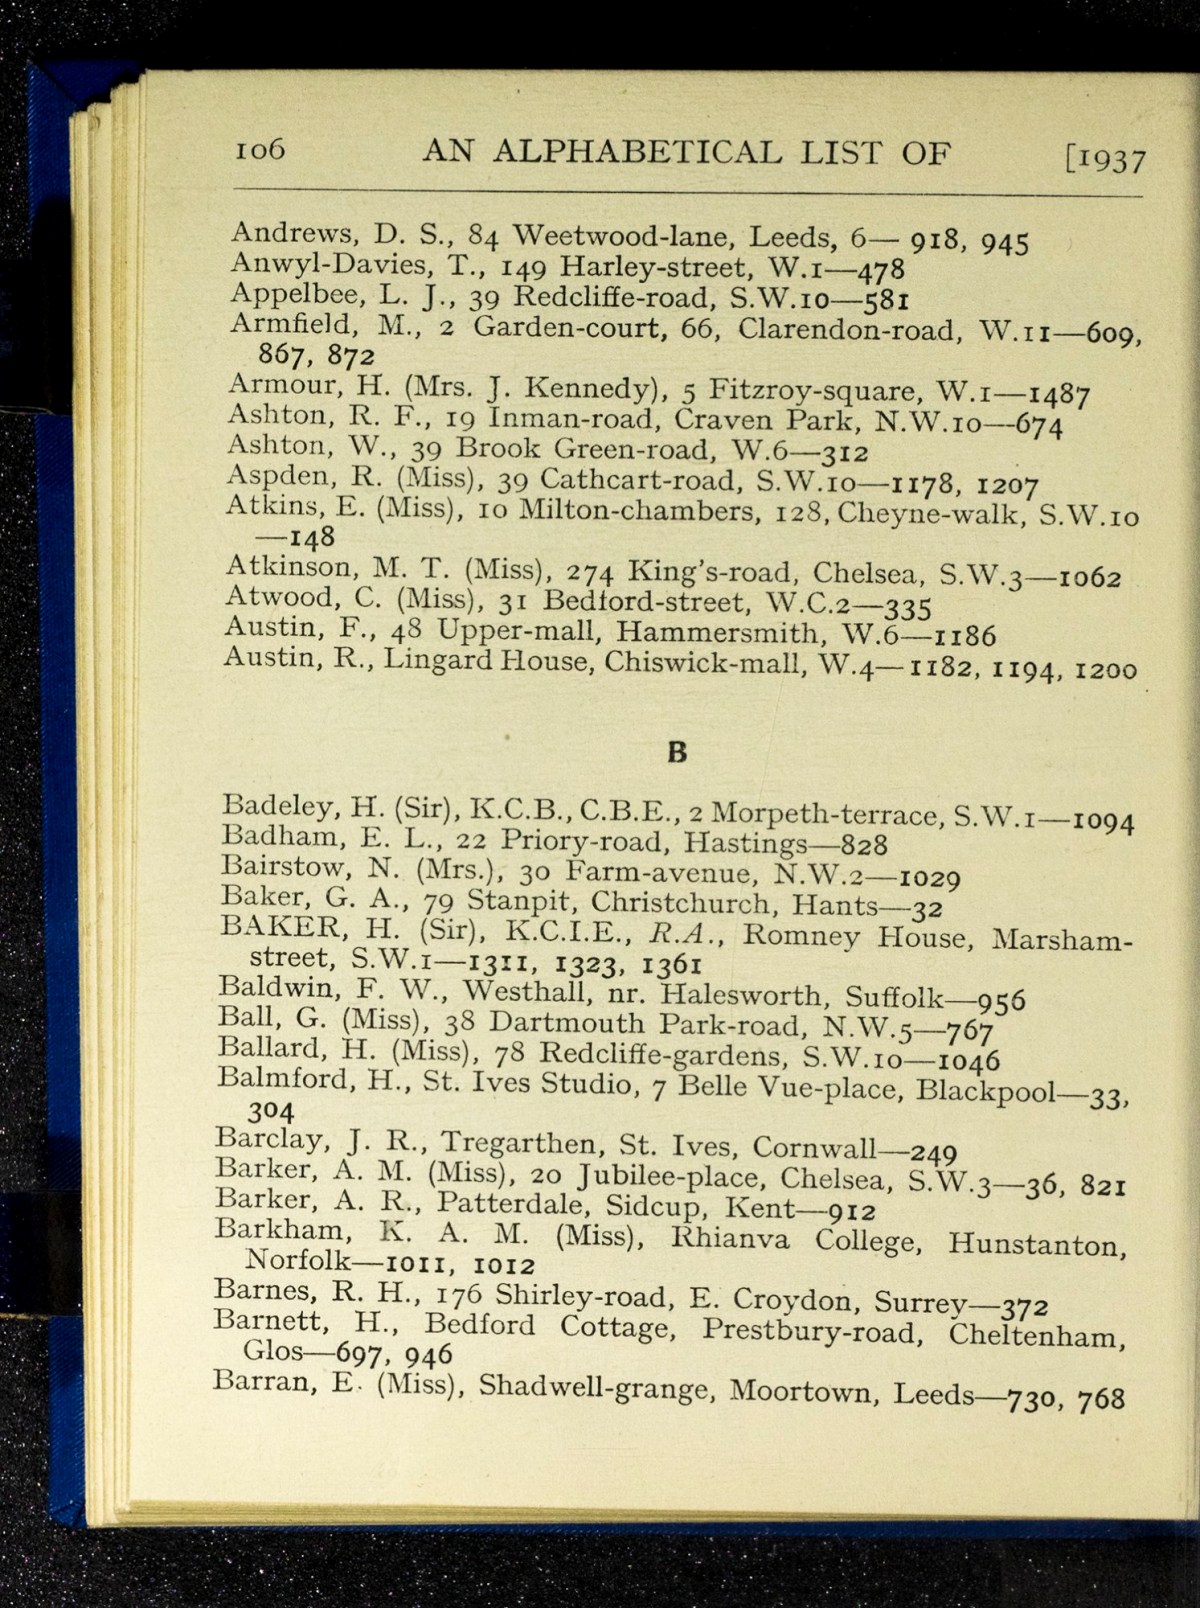 106 AN ALPHABETICAL LIST OF [1937
Andrews, D. S., 84 Weetwood-lane, Leeds, 6— 918, 945
Anwyl-Davies, T., 149 Harley-street, W.1—478
Appelbee, L. J., 39 Redcliffe-road, S.W.10—581
Armfield, M., 2 Garden-court, 66, Clarendon-road, W.11—609,
867, 872
Armour, H. (Mrs. J. Kennedy), 5 Fitzroy-square, W.1—1487
Ashton, R. F., 19 Inman-road, Craven Park, N.W.10—674
Ashton, W., 39 Brook Green-road, W.6—312
Aspden, R. (Miss), 39 Cathcart-road, S.W.10—1178, 1207
Atkins, E. (Miss), 10 Milton-chambers, 128, Cheyne-walk, S.W.10
—148
Atkinson, M. T. (Miss), 274 King's-road, Chelsea, S.W.3—1062
Atwood, C. (Miss), 31 Bedford-street, W.C.2—335
Austin, F., 48 Upper-mall, Hammersmith, W.6—1186
Austin, R., Lingard House, Chiswick-mall, W.4—1182, 1194, 1200
B
Badeley, H. (Sir), K.C.B., C.B.E., 2 Morpeth-terrace, S.W.1—1094
Badham, E. L., 22 Priory-road, Hastings—828
Bairstow, N. (Mrs.), 30 Farm-avenue, N.W.2—1029
Baker, G. A., 79 Stanpit, Christchurch, Hants—32
BAKER, H. (Sir), K.C.I.E., R.A., Romney House, Marsham-
street, S.W.1—1311, 1323, 1361
Baldwin, F. W., Westhall, nr. Halesworth, Suffolk—956
Ball, G. (Miss), 38 Dartmouth Park-road, N.W.5—767
Ballard, H. (Miss), 78 Redcliffe-gardens, S.W.10—1046
Balmford, H., St. Ives Studio, 7 Belle Vue-place, Blackpool—33,
304
Barclay, J. R., Tregarthen, St. Ives, Cornwall—249
Barker, A. M. (Miss), 20 Jubilee-place, Chelsea, S.W.3—36, 821
Barker, A. R., Patterdale, Sidcup, Kent—912
Barkham, K. A. M. (Miss), Rhianva College, Hunstanton,
Norfolk—1011, 1012
Barnes, R. H., 176 Shirley-road, E. Croydon, Surrey—372
Barnett, H., Bedford Cottage, Prestbury-road, Cheltenham,
Glos—697, 946
Barran, E. (Miss), Shadwell-grange, Moortown, Leeds—730, 768